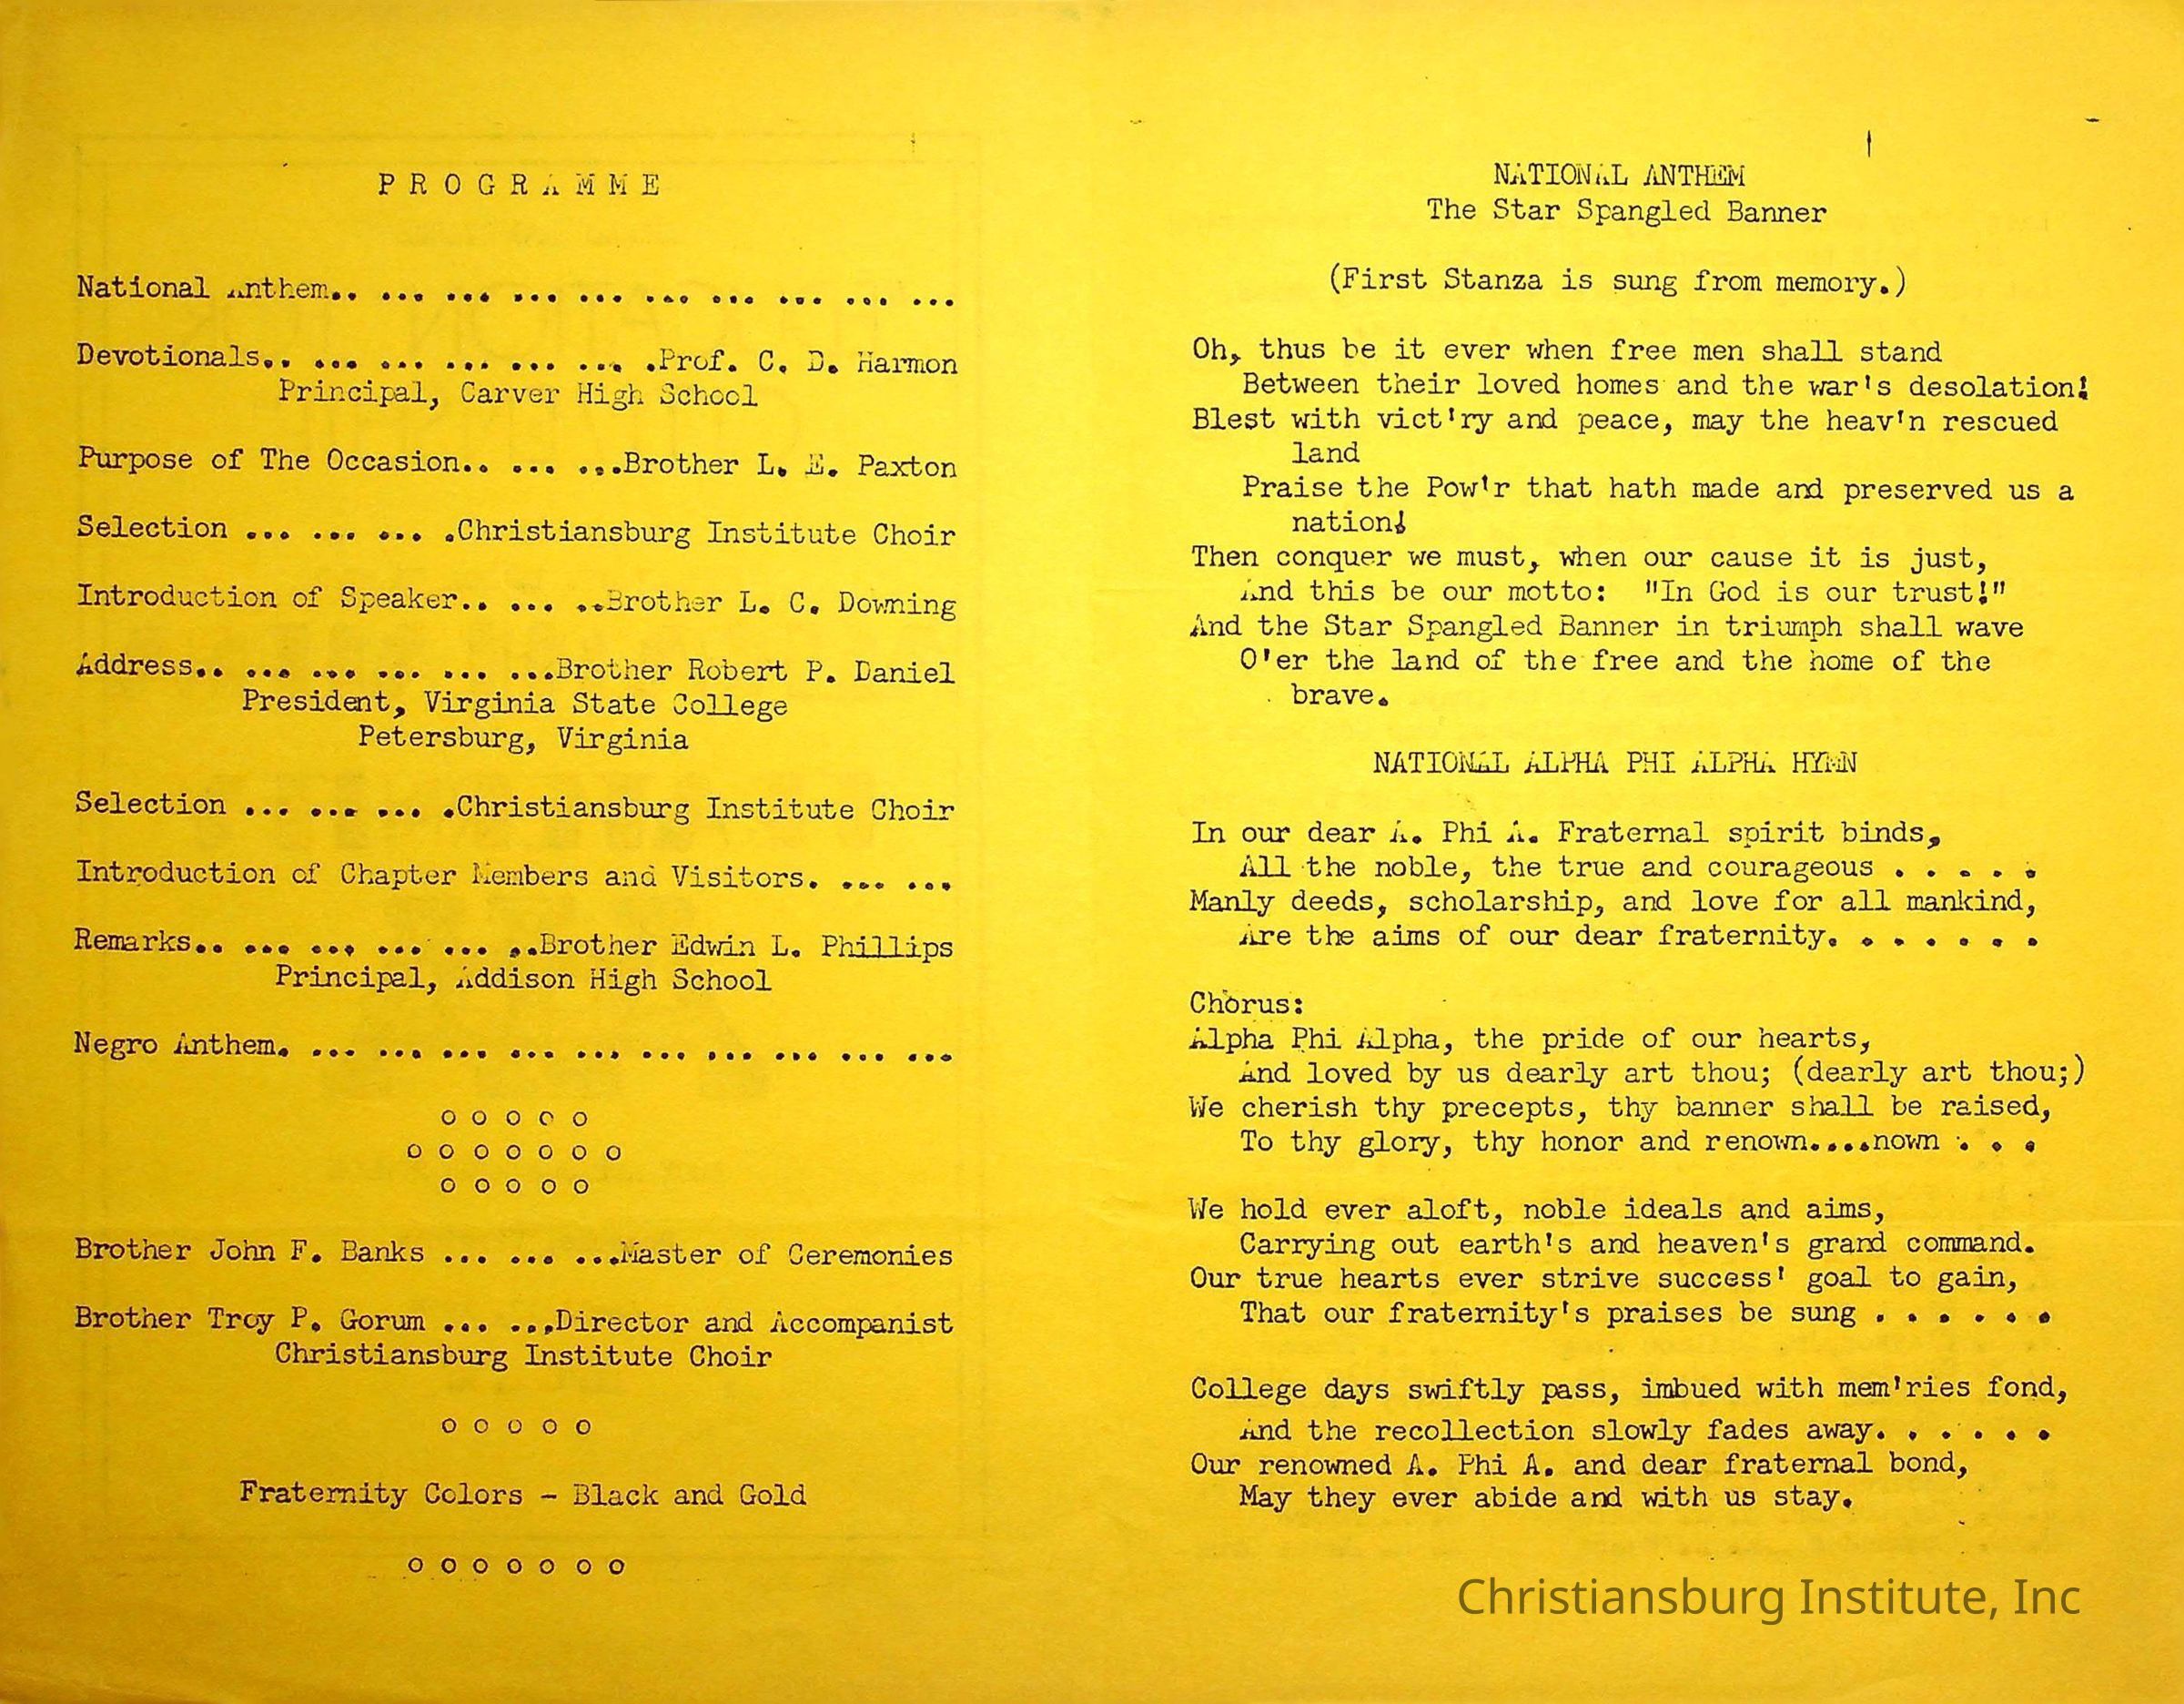 PROGRAMME
National Anthem.. ... ... ... ... ... ... ... ... ...
Devotionals.. ... ... ... ... ... .Prof. C. D. Harmon
Principal, Carver High School
Purpose of The Occasion.. ... ...Brother L. E. Paxton
Selection ... ... ... .Christiansburg Institute Choir
Introduction of Speaker.. ... ..Brother L. C. Downing
Address.. ... ... ... ... ...Brother Robert P. Daniel
President, Virginia State College
Petersburg, Virginia
Selection ... ... ... .Christiansburg Institute Choir
Introduction of Chapter Members and Visitors. ... ...
Remarks.. ... ... ... ... ..Brother Edwin L. Phillips
Principal, Addison High School
Negro Anthem. ... ... ... ... ... ... ... ... ... ...
o o o o o
o o o o o o o
o o o o o
Brother John F. Banks ... ... ...Master of Ceremonies
Brother Troy P. Gorum ... ...Director and Accompanist
Christiansburg Institute Choir
o o o o o
Fraternity Colors - Black and Gold
o o o o o o o
NATIONAL ANTHEM
The Star Spangled Banner
(First Stanza is sung from memory.)
Oh, thus be it ever when free men shall stand
Between their loved homes and the war's desolation!
Blest with vict'ry and peace, may the heav'n rescued
land
Praise the Pow'r that hath made and preserved us a
nation!
Then conquer we must, when our cause it is just,
And this be our motto: "In God is our trust!"
And the Star Spangled Banner in triumph shall wave
O'er the land of the free and the home of the
brave.
NATIONAL ALPHA PHI ALPHA HYMN
In our dear A. Phi A. Fraternal spirit binds,
All the noble, the true and courageous . . . . .
Manly deeds, scholarship, and love for all mankind,
Are the aims of our dear fraternity. . . . . . .
Chorus:
Alpha Phi Alpha, the pride of our hearts,
And loved by us dearly art thou; (dearly art thou;)
We cherish thy precepts, thy banner shall be raised,
To thy glory, thy honor and renown....nown . . .
We hold ever aloft, noble ideals and aims,
Carrying out earth's and heaven's grand command.
Our true hearts ever strive success' goal to gain,
That our fraternity's praises be sung . . . . . .
College days swiftly pass, imbued with mem'ries fond,
And the recollection slowly fades away. . . . . .
Our renowned A. Phi A. and dear fraternal bond,
May they ever abide and with us stay.
Christiansburg Institute, Inc